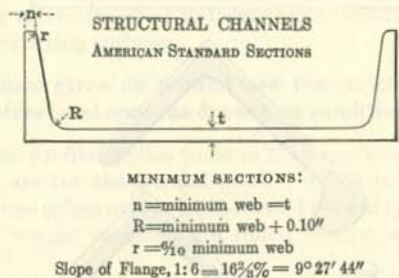 STRUCTURAL CHANNELS
AMERICAN STANDARD SECTIONS
n
r
R
t
MINIMUM SECTIONS:
n=minimum web=t
R=minimum web + 0.10"
r=6/10 minimum web
Slope of Flange, 1: 6=16⅔%=9° 27′ 44″